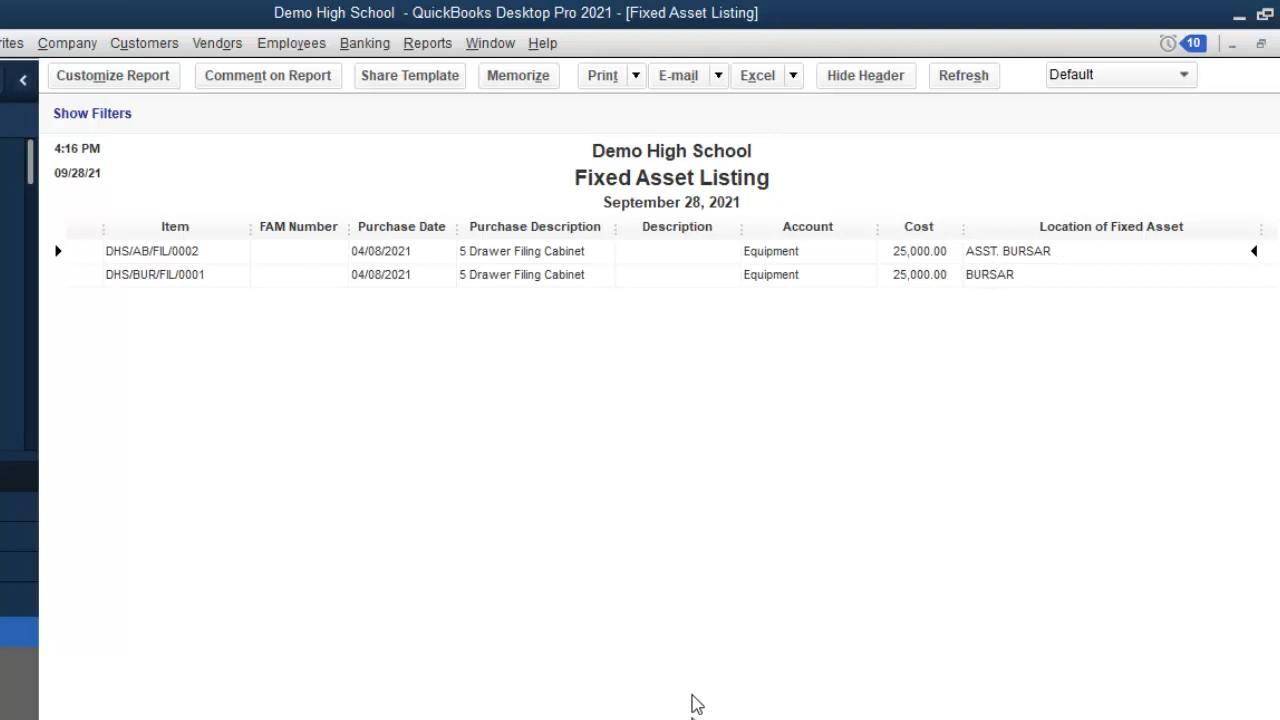 Demo High School - QuickBooks Desktop Pro 2021 - [Fixed Asset Listing]
Company Customers Vendors Employees Banking Reports Window Help 10
Customize Report Comment on Report Share Template Memorize Print E-mail Excel Hide Header Refresh Default
Show Filters
4:16 PM
09/28/21
Demo High School
Fixed Asset Listing
September 28, 2021
Item FAM Number Purchase Date Purchase Description Description Account Cost Location of Fixed Asset
DHS/AB/FIL/0002 04/08/2021 5 Drawer Filing Cabinet Equipment 25,000.00 ASST. BURSAR
DHS/BUR/FIL/0001 04/08/2021 5 Drawer Filing Cabinet Equipment 25,000.00 BURSAR